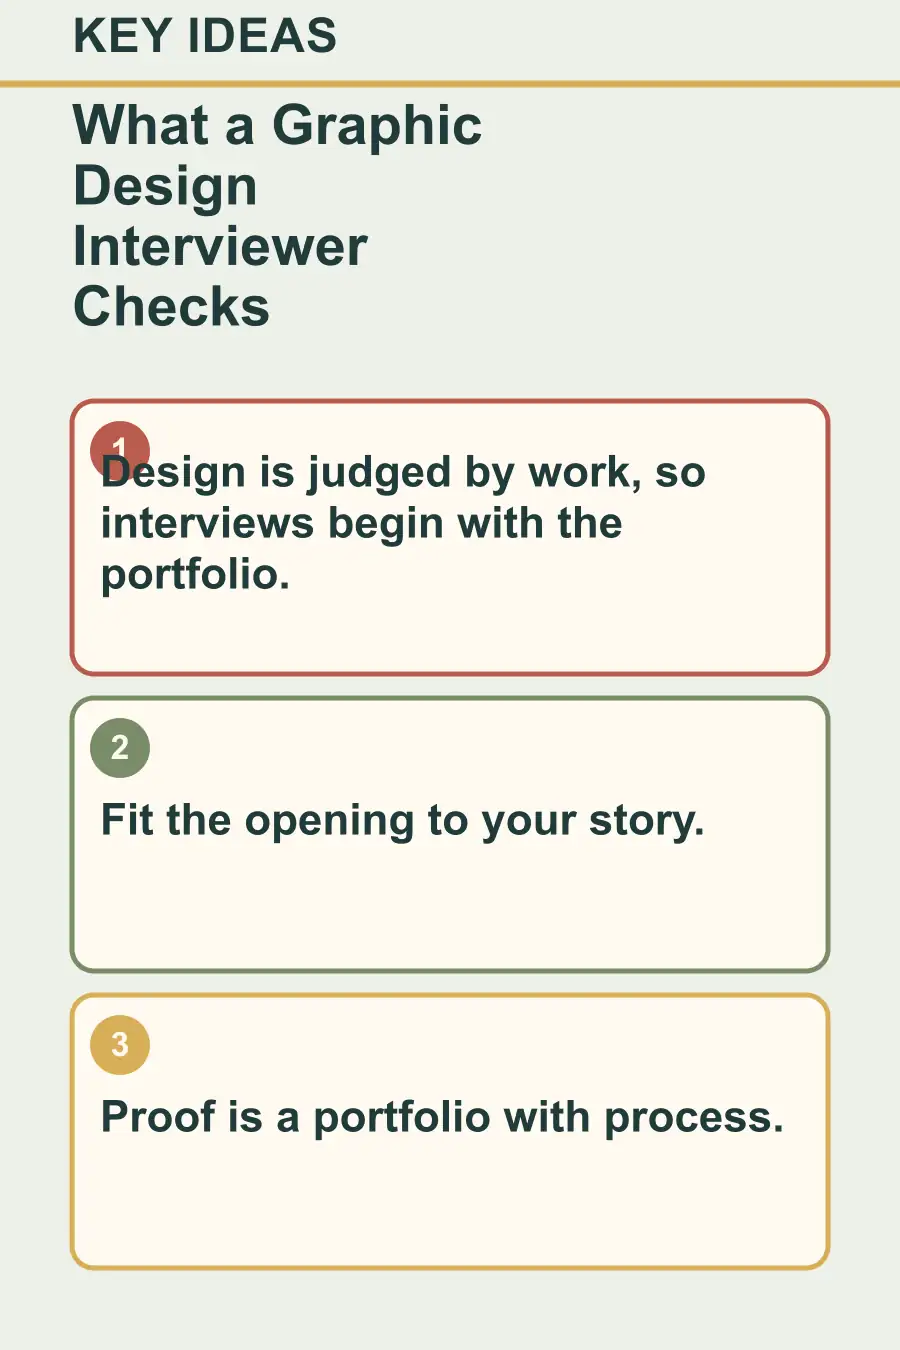 KEY IDEAS
What a Graphic
Design
Interviewer
Checks
1
Design is judged by work, so
interviews begin with the
portfolio.
2
Fit the opening to your story.
3
Proof is a portfolio with process.